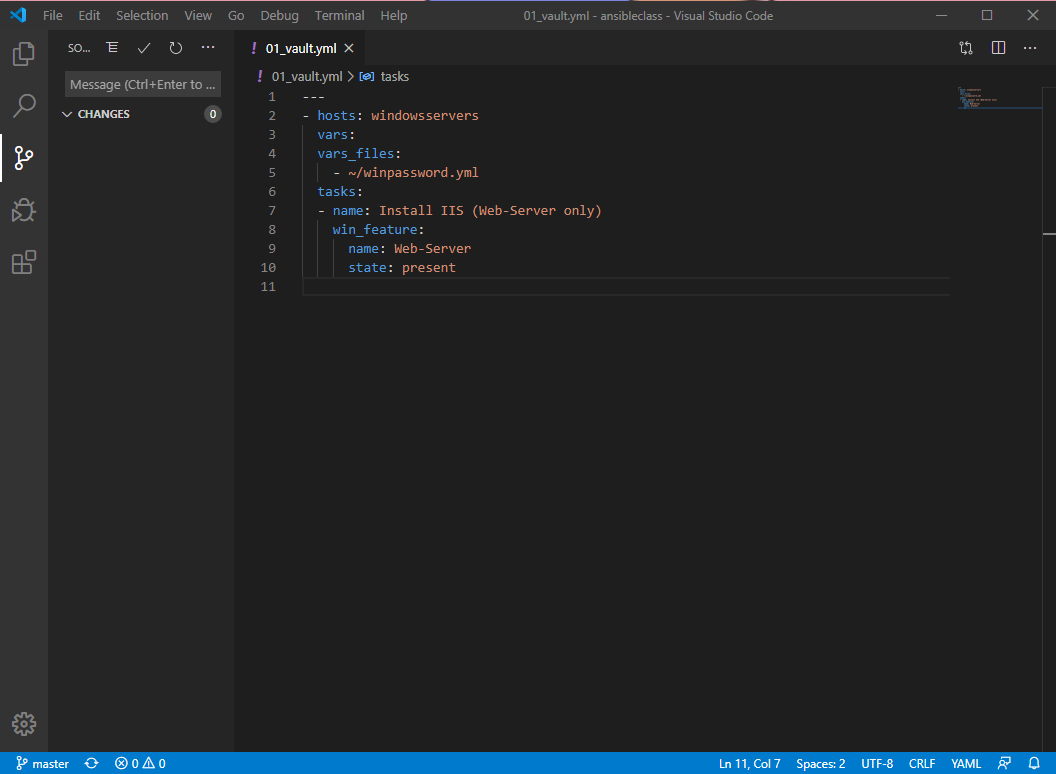 File Edit Selection View Go Debug Terminal Help 01_vault.yml - ansibleclass - Visual Studio Code
SO... ! 01_vault.yml
Message (Ctrl+Enter to ... ! 01_vault.yml > tasks
CHANGES 0
1 ---
2 - hosts: windowsservers
3 vars:
4 vars_files:
5 - ~/winpassword.yml
6 tasks:
7 - name: Install IIS (Web-Server only)
8 win_feature:
9 name: Web-Server
10 state: present
11
master 0 0 Ln 11, Col 7 Spaces: 2 UTF-8 CRLF YAML